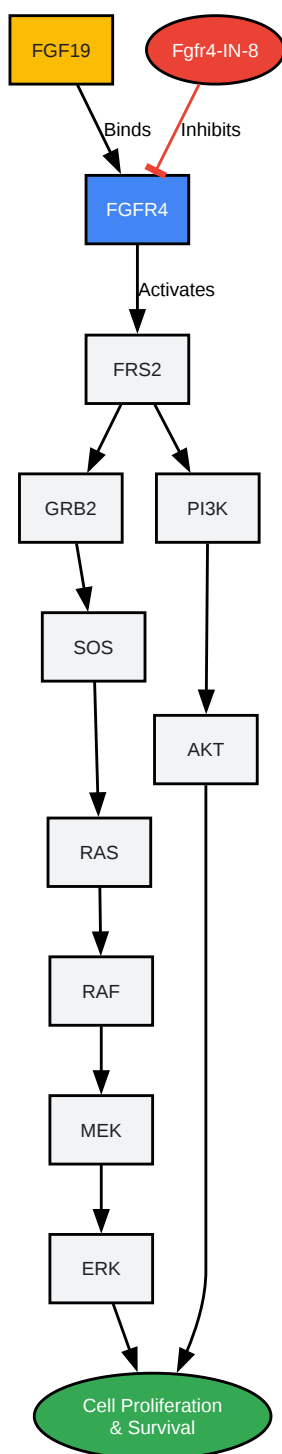 FGF19
Fgfr4-IN-8
Binds
Inhibits
FGFR4
Activates
FRS2
GRB2
PI3K
SOS
AKT
RAS
RAF
MEK
ERK
Cell Proliferation
& Survival